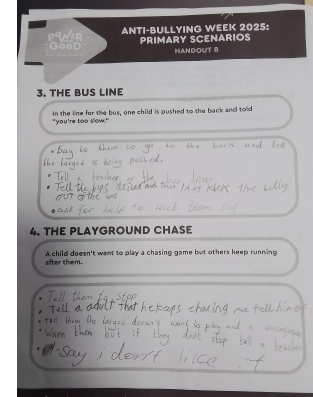 POWER
FOR
GOOD
ANTI-BULLYING WEEK 2025:
PRIMARY SCENARIOS
HANDOUT B
3. THE BUS LINE
In the line for the bus, one child is pushed to the back and told
"you're too slow."
• Say to them to go to the back and tell
the target is being pushed.
• Tell a teacher or the bus driver
• Tell the bus driver and then they kick the bully
out of the bus
• ask for help to kick them out
4. THE PLAYGROUND CHASE
A child doesn't want to play a chasing game but others keep running
after them.
• Tell them to stop
• Tell a adult that he keeps chasing me tell him off
• Tell them the target doesn't want to play and is
• Warn them but if they don't stop tell a teacher
• Say i don't like it